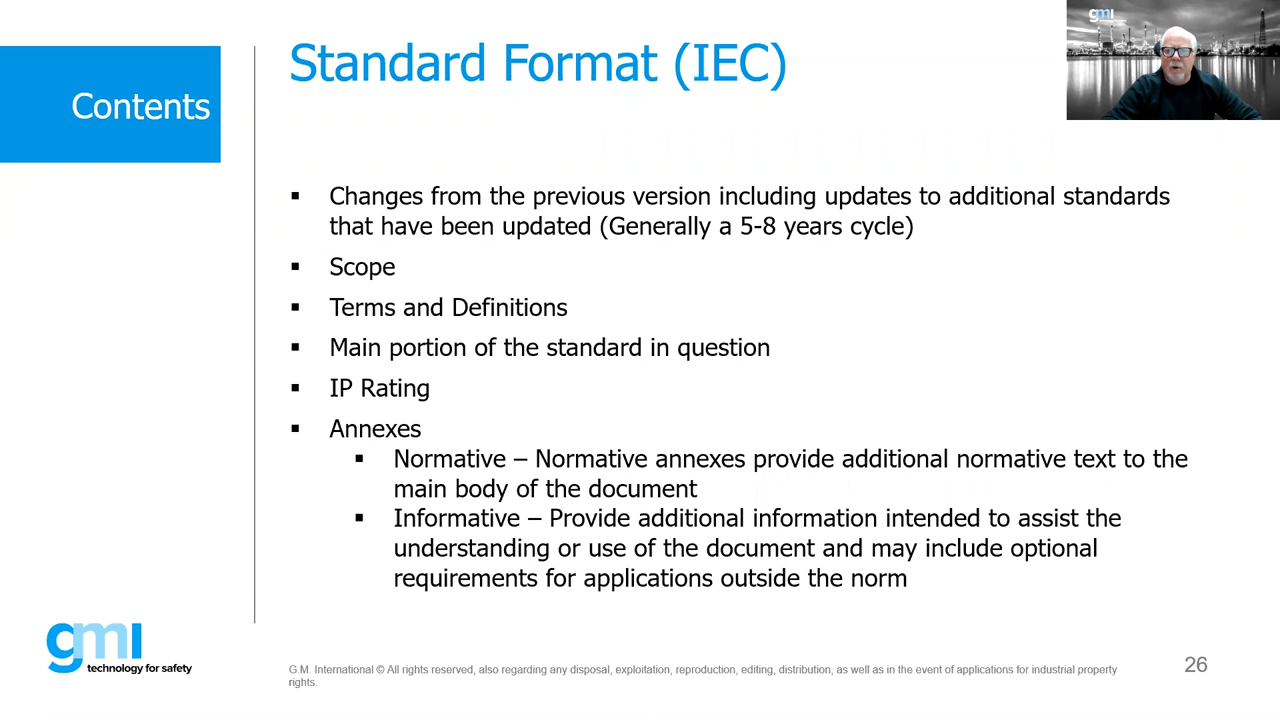 Standard Format (IEC)
gmi
Contents
▪ Changes from the previous version including updates to additional standards
that have been updated (Generally a 5-8 years cycle)
▪ Scope
▪ Terms and Definitions
▪ Main portion of the standard in question
▪ IP Rating
▪ Annexes
▪ Normative – Normative annexes provide additional normative text to the
main body of the document
▪ Informative – Provide additional information intended to assist the
understanding or use of the document and may include optional
requirements for applications outside the norm
gmi
technology for safety
G.M. International © All rights reserved, also regarding any disposal, exploitation, reproduction, editing, distribution, as well as in the event of applications for industrial property
rights.
26